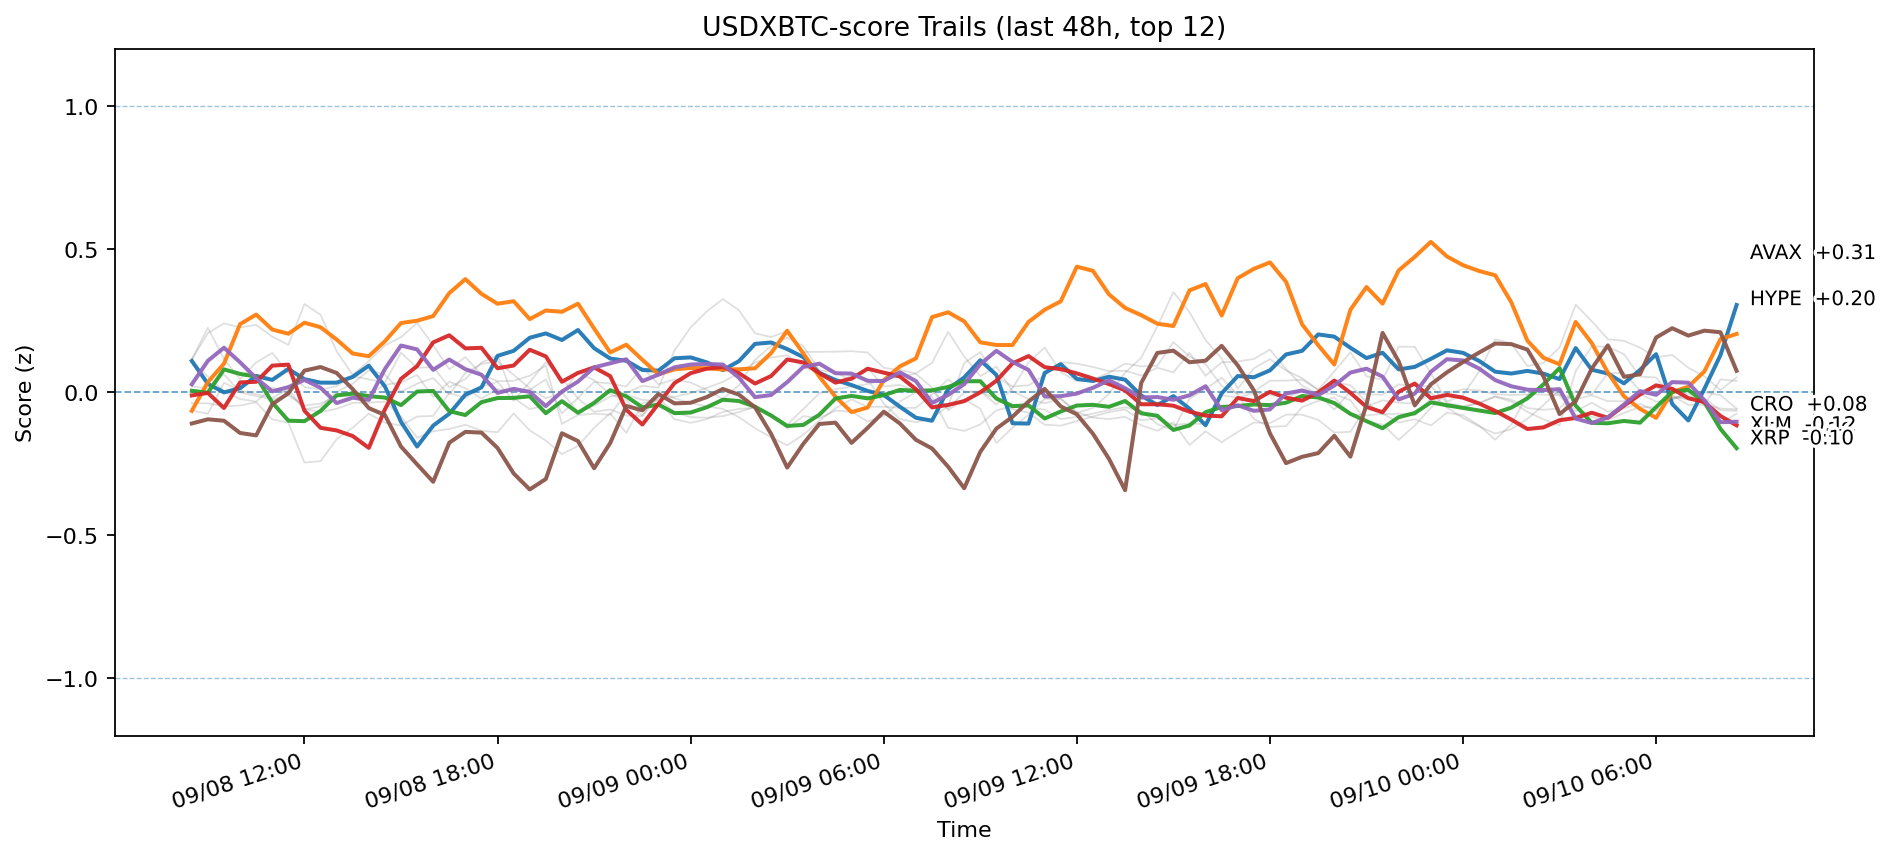 USDXBTC-score Trails (last 48h, top 12)
Score (z)
1.0
0.5
0.0
−0.5
−1.0
AVAX +0.31
HYPE +0.20
CRO +0.08
XLM -0.12
XRP -0.10
09/08 12:00
09/08 18:00
09/09 00:00
09/09 06:00
09/09 12:00
09/09 18:00
09/10 00:00
09/10 06:00
Time